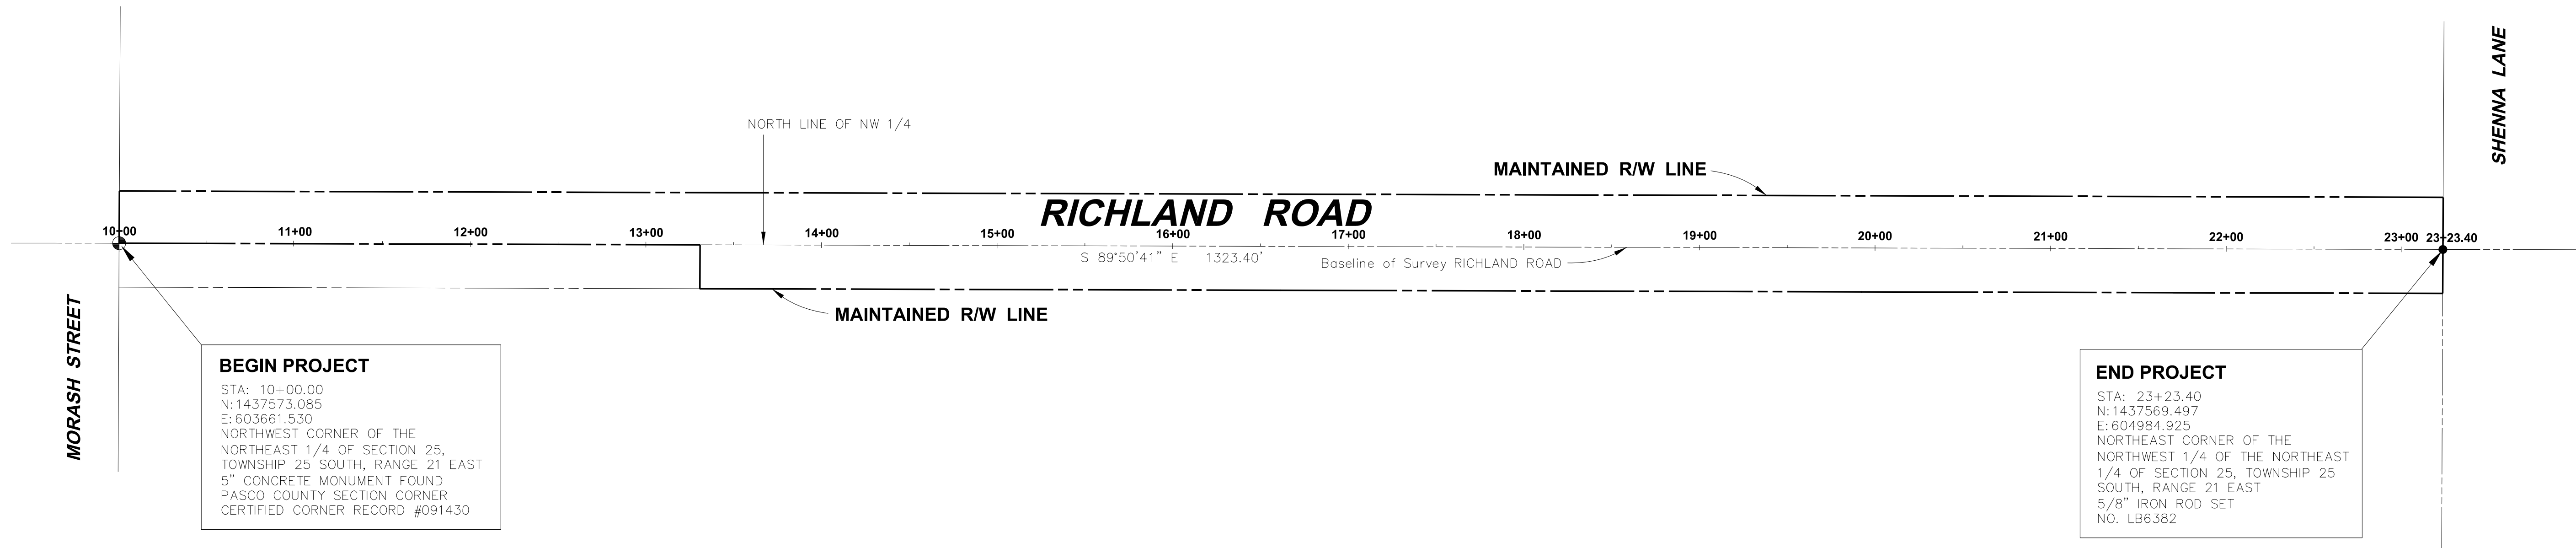 SHENNA LANE
NORTH LINE OF NW 1/4
MAINTAINED R/W LINE
RICHLAND ROAD
10+00 11+00 12+00 13+00 14+00 15+00 16+00 17+00 18+00 19+00 20+00 21+00 22+00 23+00 23+23.40
S 89°50'41" E 1323.40'
Baseline of Survey RICHLAND ROAD
MAINTAINED R/W LINE
MORASH STREET
BEGIN PROJECT
STA: 10+00.00
N:1437573.085
E:603661.530
NORTHWEST CORNER OF THE
NORTHEAST 1/4 OF SECTION 25,
TOWNSHIP 25 SOUTH, RANGE 21 EAST
5" CONCRETE MONUMENT FOUND
PASCO COUNTY SECTION CORNER
CERTIFIED CORNER RECORD #091430
END PROJECT
STA: 23+23.40
N:1437569.497
E:604984.925
NORTHEAST CORNER OF THE
NORTHWEST 1/4 OF THE NORTHEAST
1/4 OF SECTION 25, TOWNSHIP 25
SOUTH, RANGE 21 EAST
5/8" IRON ROD SET
NO. LB6382